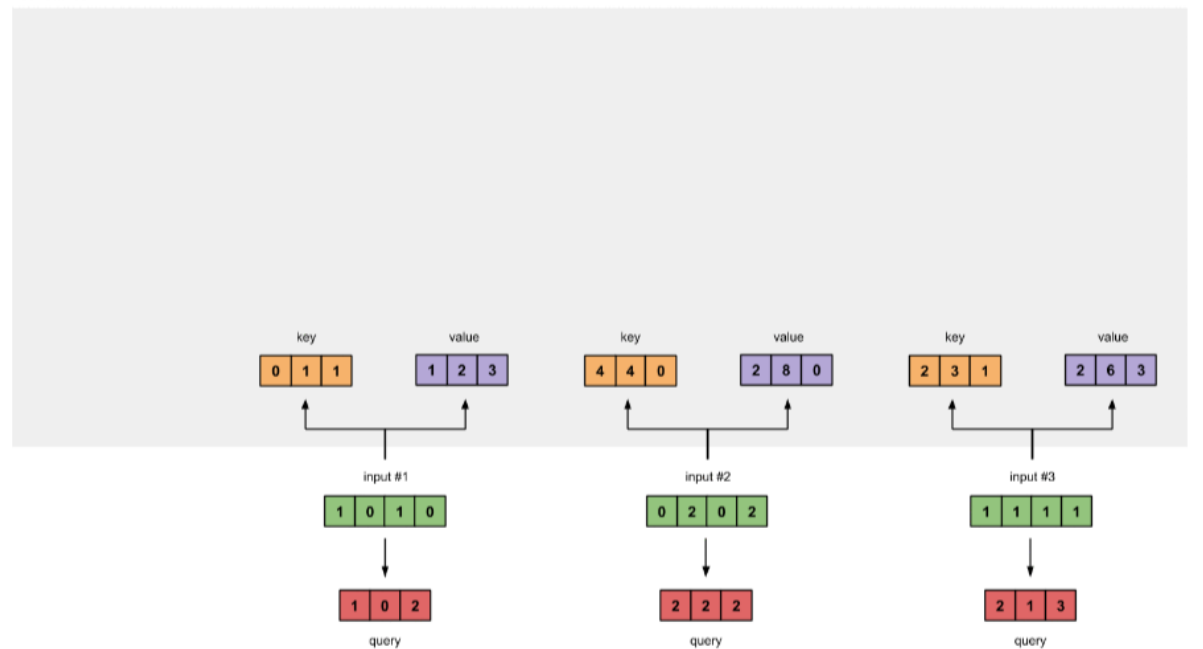 key value key value key value
0 1 1 1 2 3 4 4 0 2 8 0 2 3 1 2 6 3
input #1 input #2 input #3
1 0 1 0 0 2 0 2 1 1 1 1
1 0 2 2 2 2 2 1 3
query query query